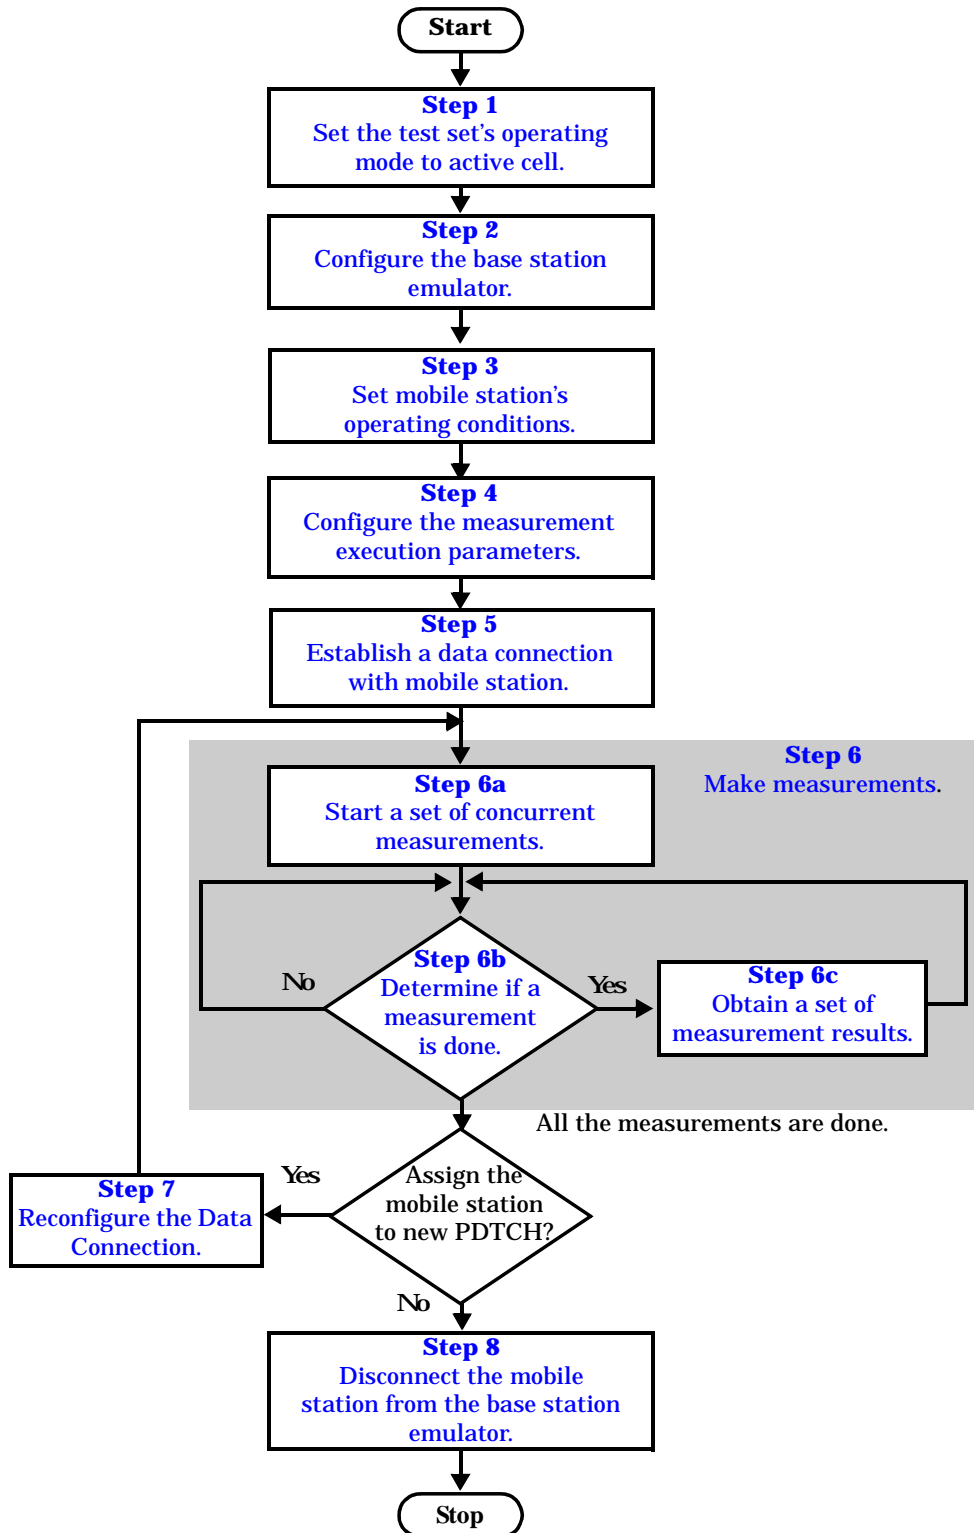 Start
Step 1
Set the test set's operating
mode to active cell.
Step 2
Configure the base station
emulator.
Step 3
Set mobile station's
operating conditions.
Step 4
Configure the measurement
execution parameters.
Step 5
Establish a data connection
with mobile station.
Step 6
Make measurements.
Step 6a
Start a set of concurrent
measurements.
Step 6b
Determine if a
measurement
is done.
No
Yes
Step 6c
Obtain a set of
measurement results.
All the measurements are done.
Assign the
mobile station
to new PDTCH?
Yes
Step 7
Reconfigure the Data
Connection.
No
Step 8
Disconnect the mobile
station from the base station
emulator.
Stop